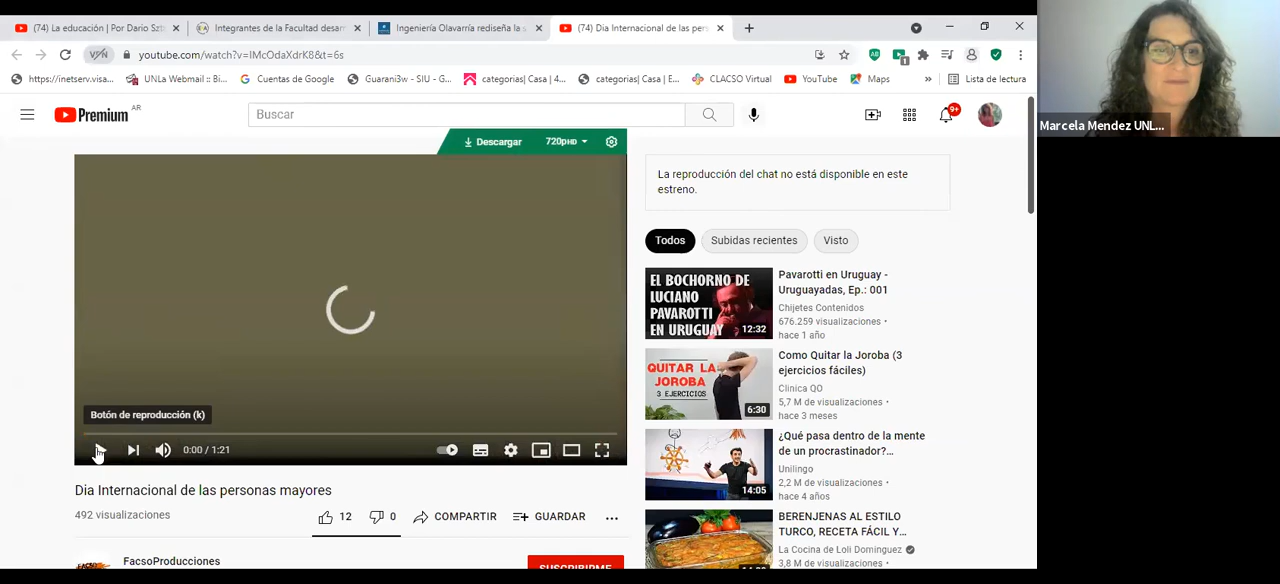 (74) La educación | Por Dario Szt
Integrantes de la Facultad desam
Ingeniería Olavarría rediseña la s
(74) Dia Internacional de las pers
VPN
youtube.com/watch?v=IMcOdaXdrK8&t=6s
https://inetserv.visa...
UNLa Webmail :: Bi...
Cuentas de Google
Guarani3w - SIU - G...
categorias| Casa | 4...
categorias| Casa | E...
CLACSO Virtual
YouTube
Maps
»
Lista de lectura
Premium AR
Buscar
9+
Marcela Mendez UNL...
Descargar
720PHD
La reproducción del chat no está disponible en este
estreno.
Todos
Subidas recientes
Visto
EL BOCHORNO DE
LUCIANO
PAVAROTTI
EN URUGUAY
12:32
Pavarotti en Uruguay -
Uruguayadas, Ep.: 001
Chijetes Contenidos
676.259 visualizaciones •
hace 1 año
QUITAR LA
JOROBA
3 EJERCICIOS
6:30
Como Quitar la Joroba (3
ejercicios fáciles)
Clinica QO
5,7 M de visualizaciones •
hace 3 meses
Botón de reproducción (k)
0:00 / 1:21
14:05
¿Qué pasa dentro de la mente
de un procrastinador?...
Unilingo
2,2 M de visualizaciones •
hace 4 años
Dia Internacional de las personas mayores
492 visualizaciones
12
0
COMPARTIR
GUARDAR
...
BERENJENAS AL ESTILO
TURCO, RECETA FÁCIL Y...
La Cocina de Loli Dominguez
3,8 M de visualizaciones •
FacsoProducciones
SUSCRIBIRME